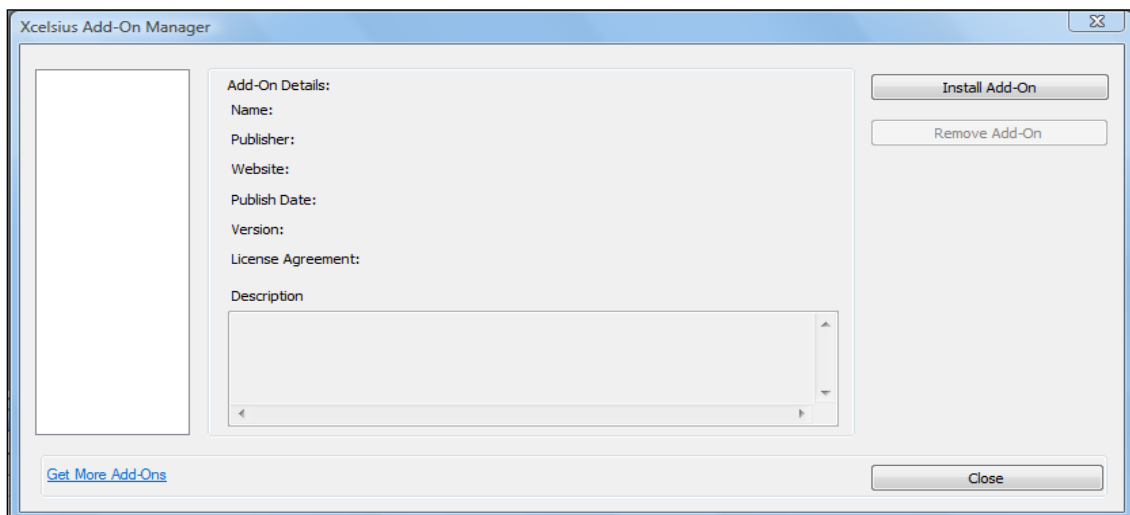 Xcelsius Add-On Manager
Add-On Details:
Name:
Publisher:
Website:
Publish Date:
Version:
License Agreement:
Description
Install Add-On
Remove Add-On
Get More Add-Ons
Close